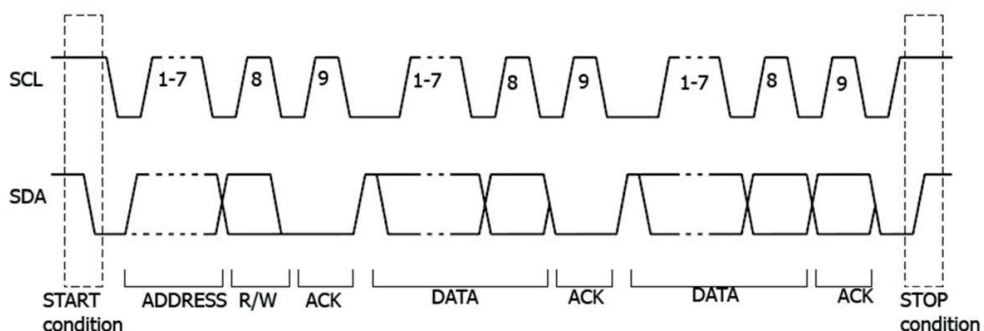 SCL
1-7 8 9 1-7 8 9 1-7 8 9
SDA
START
condition
ADDRESS R/W ACK DATA ACK DATA ACK
STOP
condition